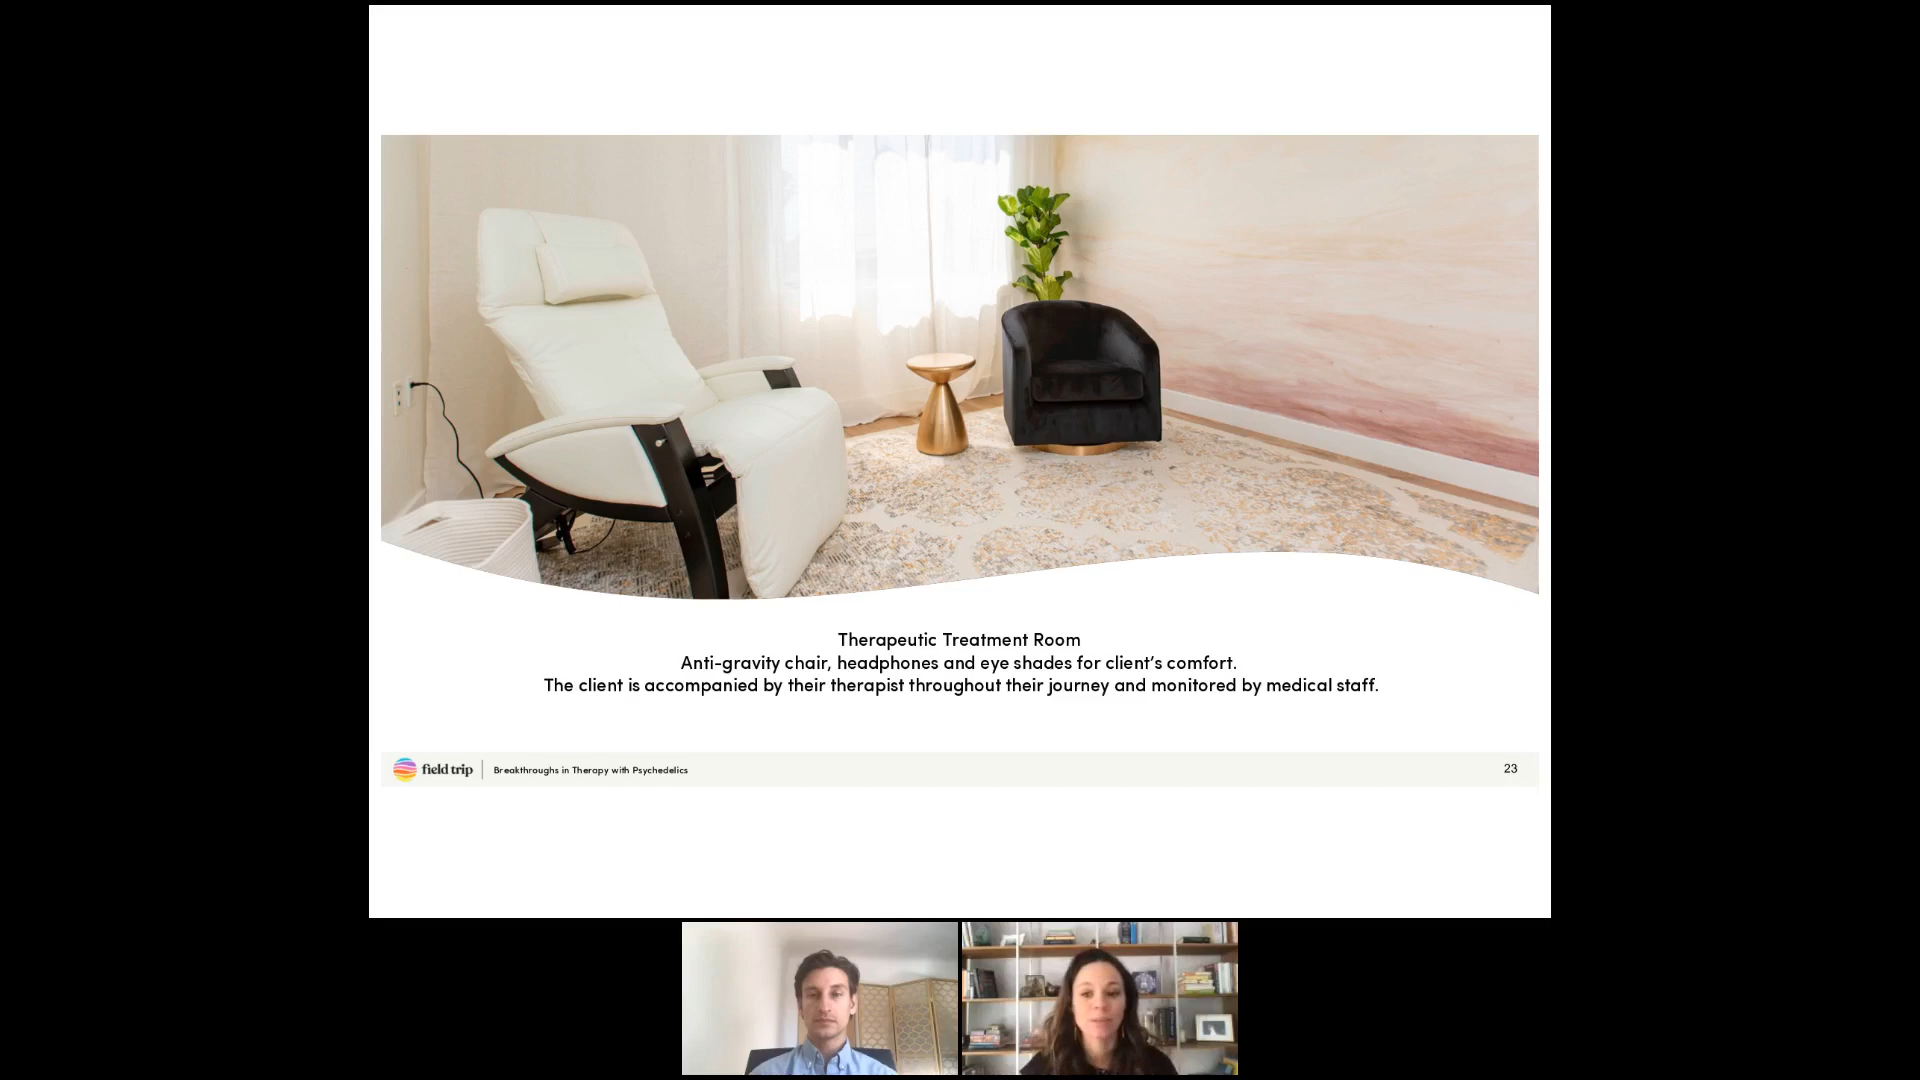 Therapeutic Treatment Room
Anti-gravity chair, headphones and eye shades for client’s comfort.
The client is accompanied by their therapist throughout their journey and monitored by medical staff.
field trip
Breakthroughs in Therapy with Psychedelics
23